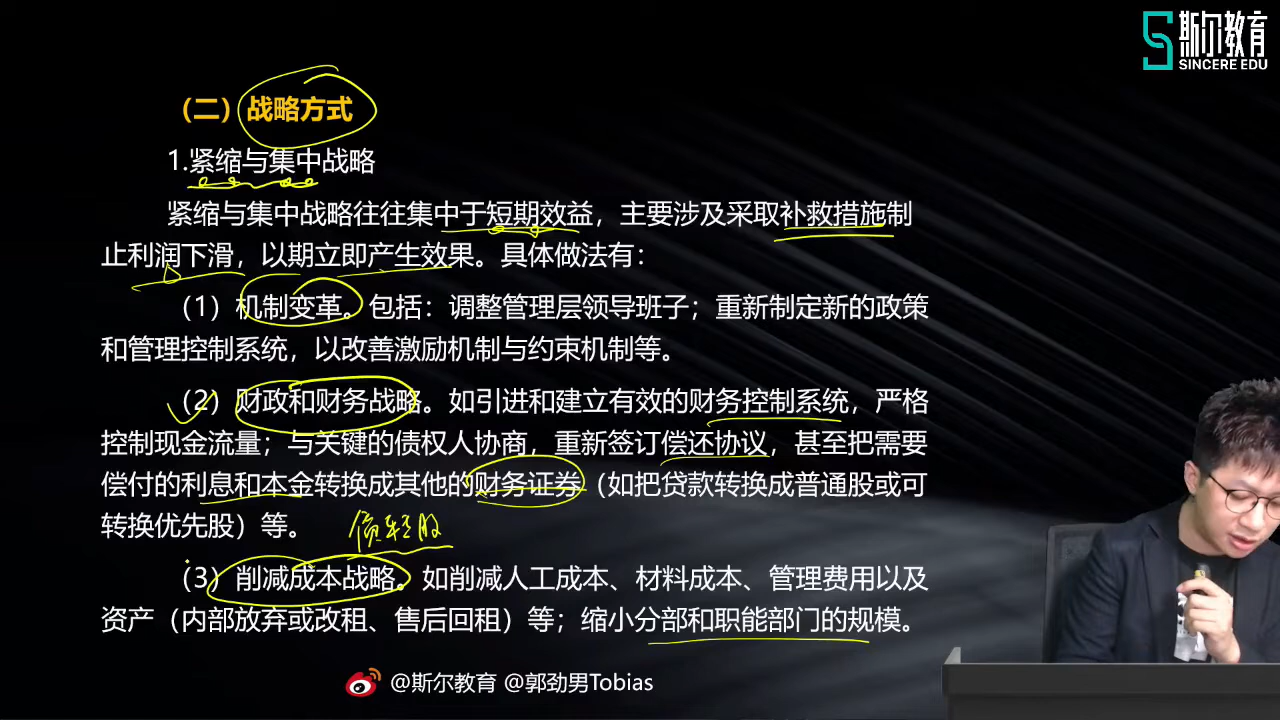 斯尔教育
SINCERE EDU
（二）战略方式
1.紧缩与集中战略
紧缩与集中战略往往集中于短期效益，主要涉及采取补救措施制
止利润下滑，以期立即产生效果。具体做法有：
（1）机制变革。包括：调整管理层领导班子；重新制定新的政策
和管理控制系统，以改善激励机制与约束机制等。
（2）财政和财务战略。如引进和建立有效的财务控制系统，严格
控制现金流量；与关键的债权人协商，重新签订偿还协议，甚至把需要
偿付的利息和本金转换成其他的财务证券（如把贷款转换成普通股或可
转换优先股）等。
债转股
（3）削减成本战略。如削减人工成本、材料成本、管理费用以及
资产（内部放弃或改租、售后回租）等；缩小分部和职能部门的规模。
@斯尔教育 @郭劲男Tobias